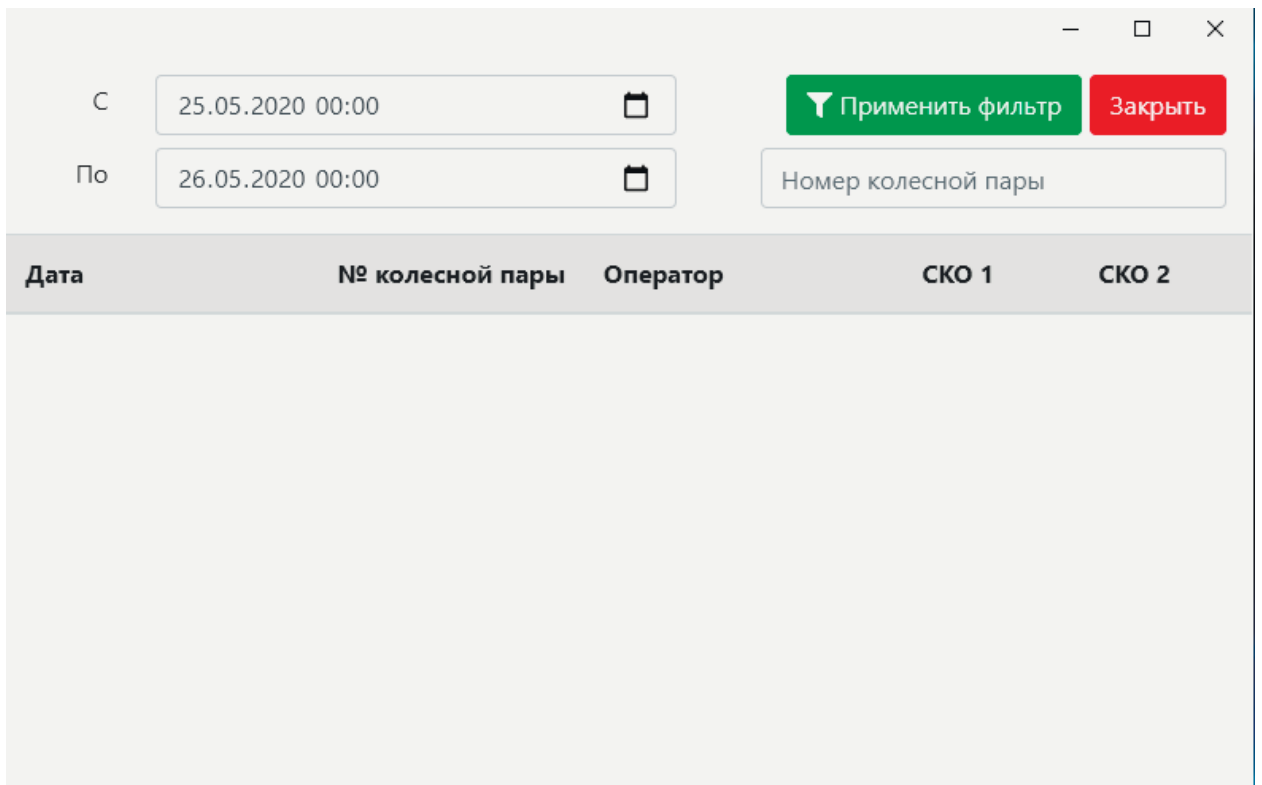 С 25.05.2020 00:00 Применить фильтр Закрыть
По 26.05.2020 00:00 Номер колесной пары
Дата № колесной пары Оператор СКО 1 СКО 2